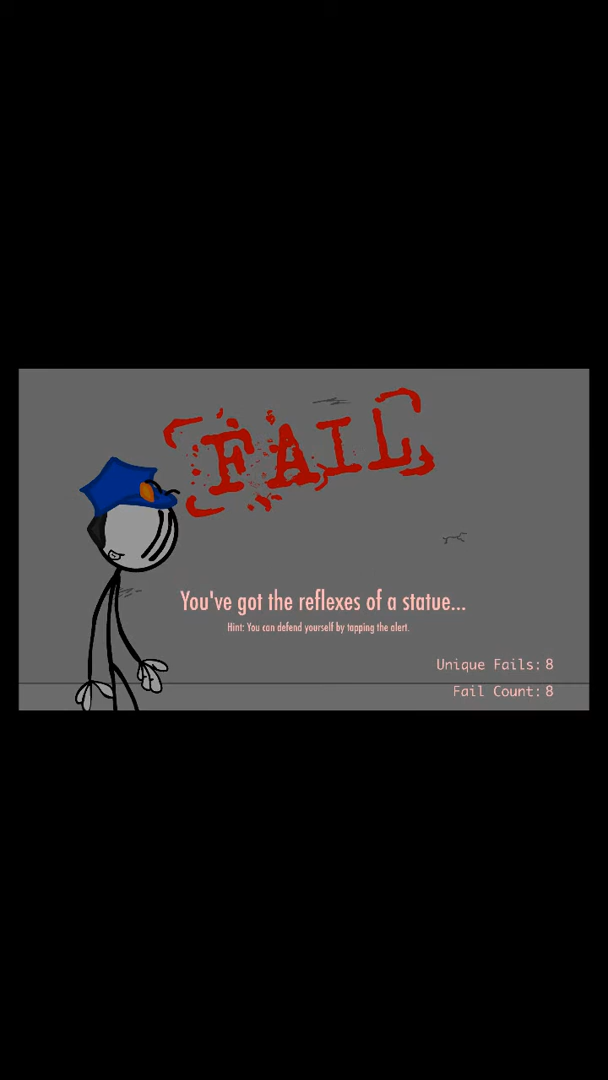 FAIL
You've got the reflexes of a statue...
Hint: You can defend yourself by tapping the alert.
Unique Fails: 8
Fail Count: 8